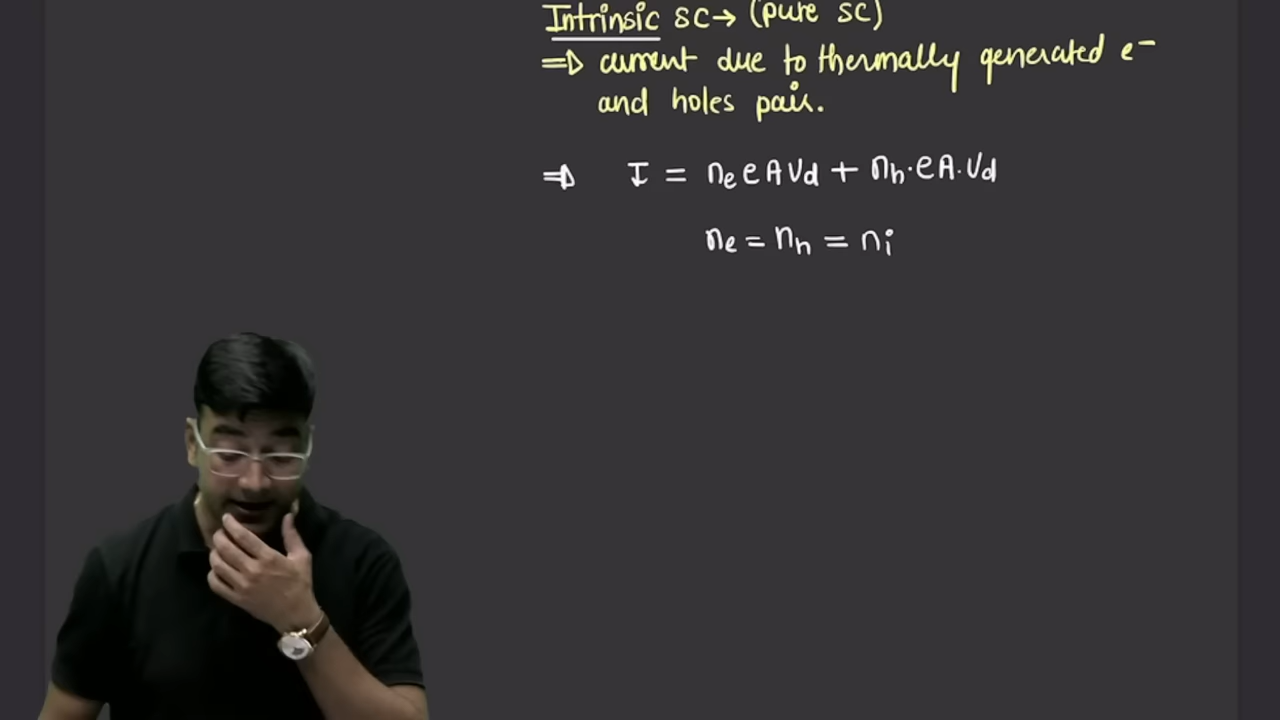 Intrinsic SC → (pure SC)
⇒ current due to thermally generated e⁻
and holes pair.
⇒ I = nₑeAVd + nₕ·eA·Vd
nₑ = nₕ = nᵢ